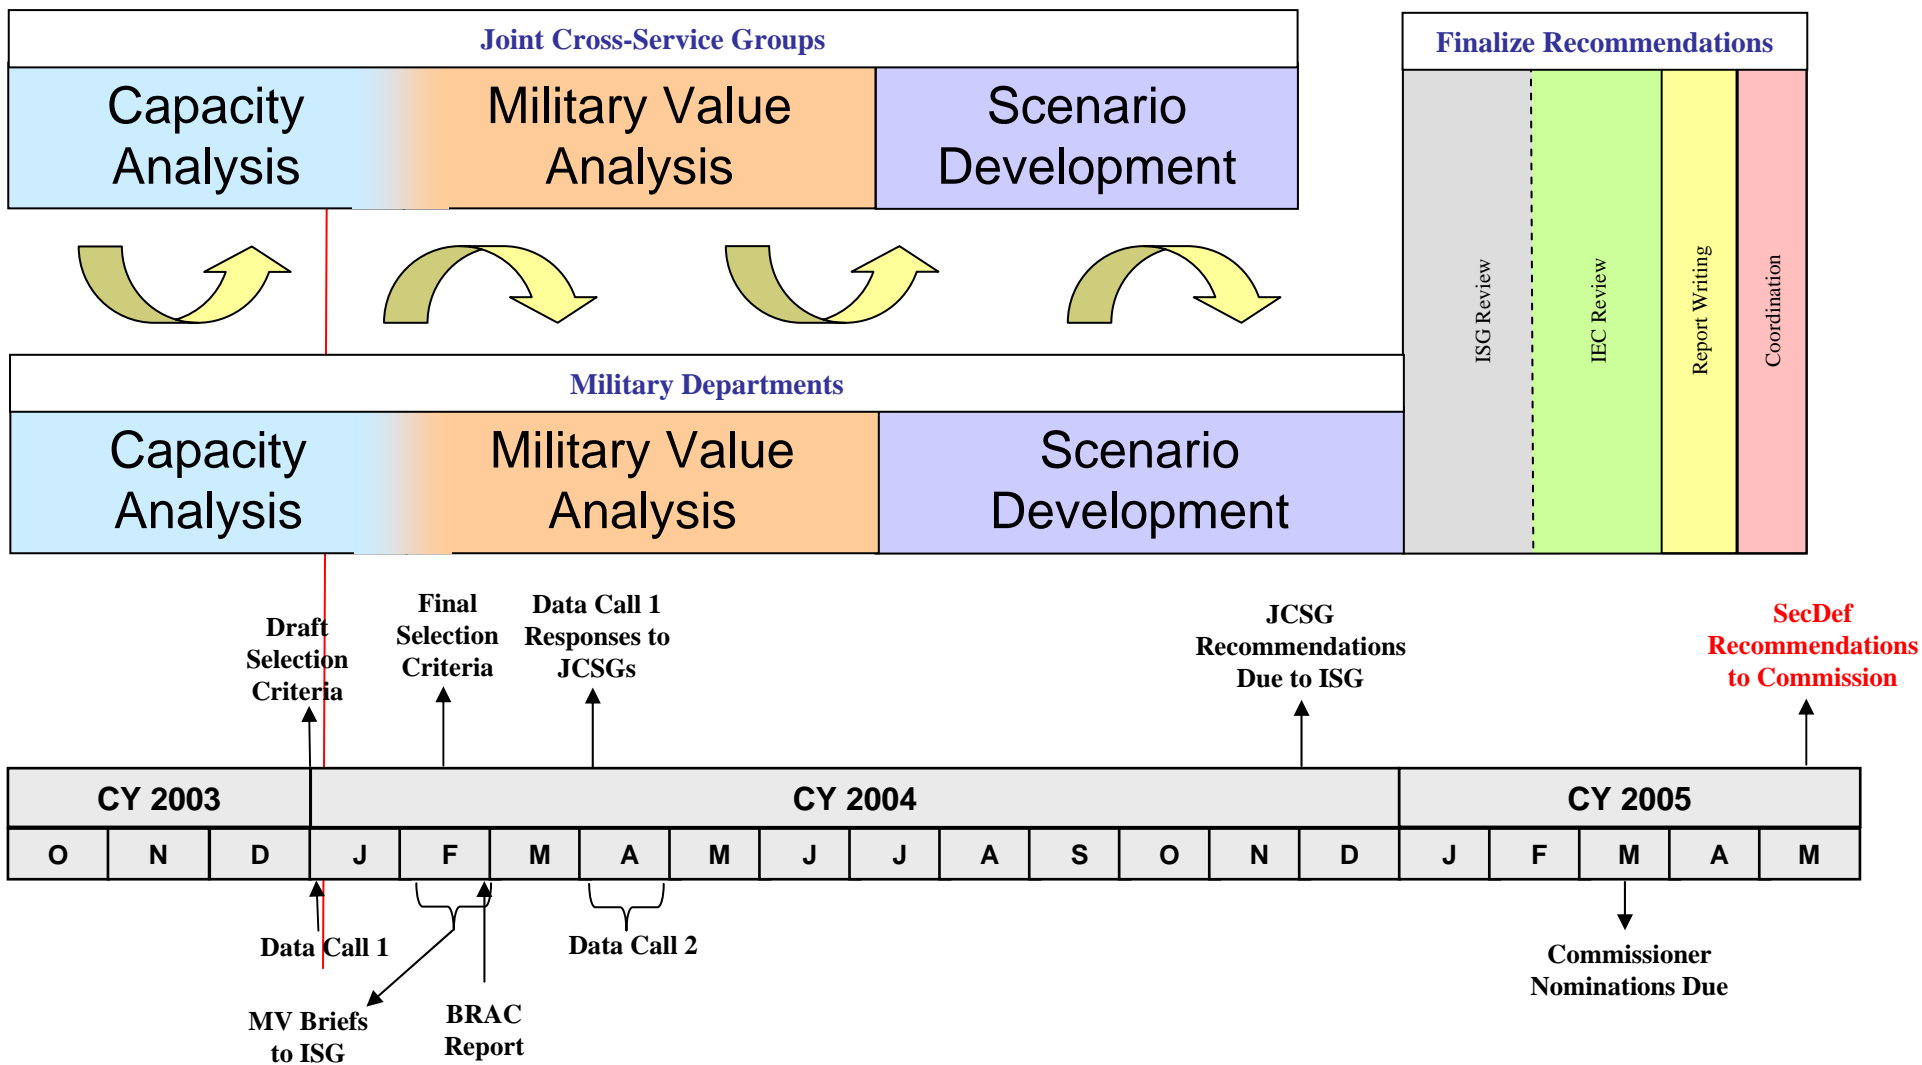 Joint Cross-Service Groups
Finalize Recommendations
Capacity
Analysis
Military Value
Analysis
Scenario
Development
ISG Review
IEC Review
Report Writing
Coordination
Military Departments
Capacity
Analysis
Military Value
Analysis
Scenario
Development
Draft
Selection
Criteria
Final
Selection
Criteria
Data Call 1
Responses to
JCSGs
JCSG
Recommendations
Due to ISG
SecDef
Recommendations
to Commission
CY 2003
CY 2004
CY 2005
O N D J F M A M J J A S O N D J F M A M
Data Call 1
MV Briefs
to ISG
BRAC
Report
Data Call 2
Commissioner
Nominations Due